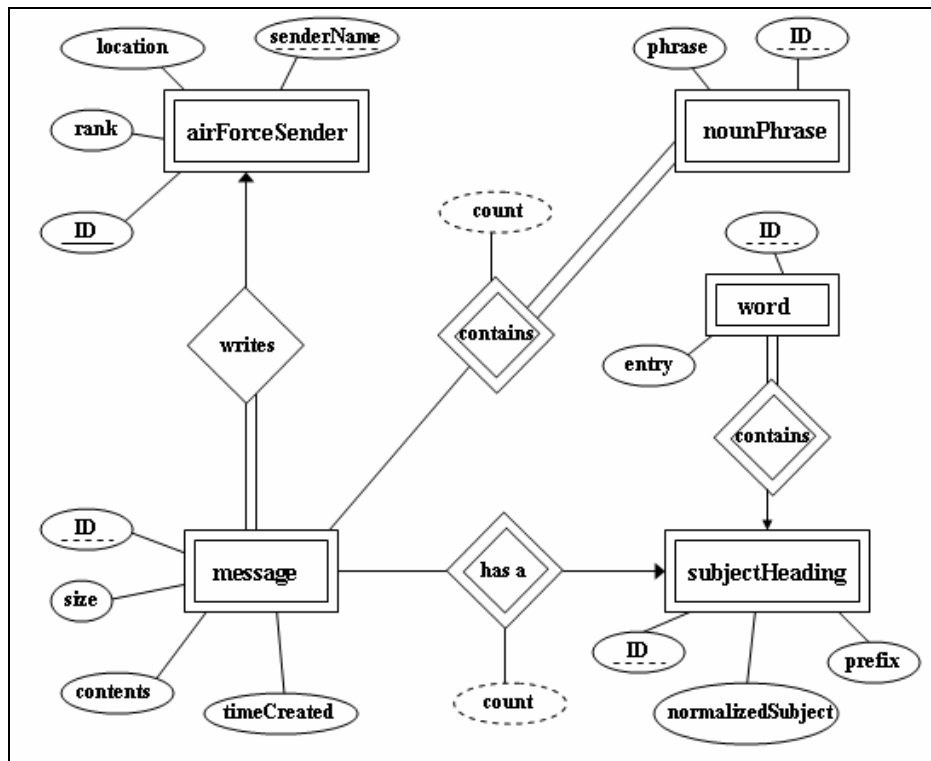 location
senderName
rank
airForceSender
ID
phrase
ID
nounPhrase
count
ID
word
writes
contains
entry
contains
ID
message
has a
subjectHeading
size
contents
timeCreated
count
ID
normalizedSubject
prefix